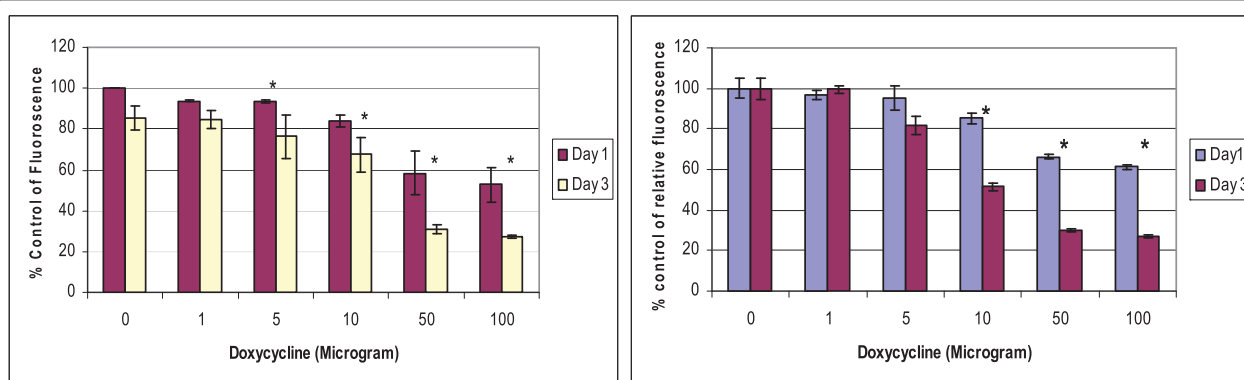 % Control of Fluoroscence
120
100
80
60
40
20
0
*
*
*
*
0 1 5 10 50 100
Doxycycline (Microgram)
Day 1
Day 3
% control of relative fluoroscence
120
100
80
60
40
20
0
*
*
*
0 1 5 10 50 100
Doxycycline (Microgram)
Day1
Day 3